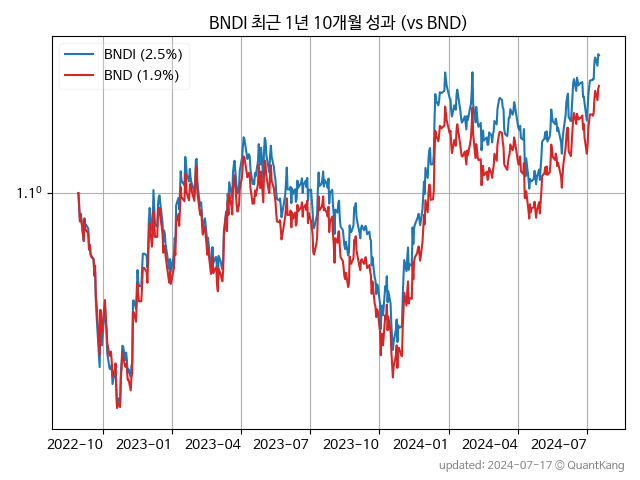 BNDI 최근 1년 10개월 성과 (vs BND)
BNDI (2.5%)
BND (1.9%)
1.1⁰
2022-10 2023-01 2023-04 2023-07 2023-10 2024-01 2024-04 2024-07
updated: 2024-07-17 © QuantKang